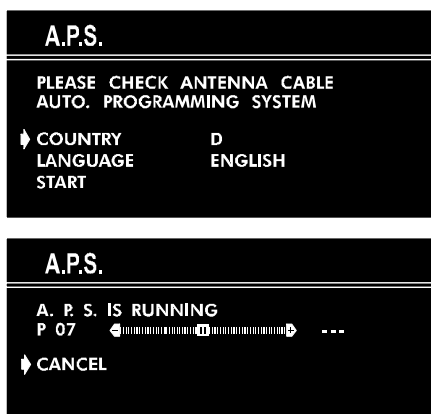 A.P.S.
PLEASE CHECK ANTENNA CABLE
AUTO. PROGRAMMING SYSTEM
COUNTRY D
LANGUAGE ENGLISH
START
A.P.S.
A. P. S. IS RUNNING
P 07 - + ---
CANCEL